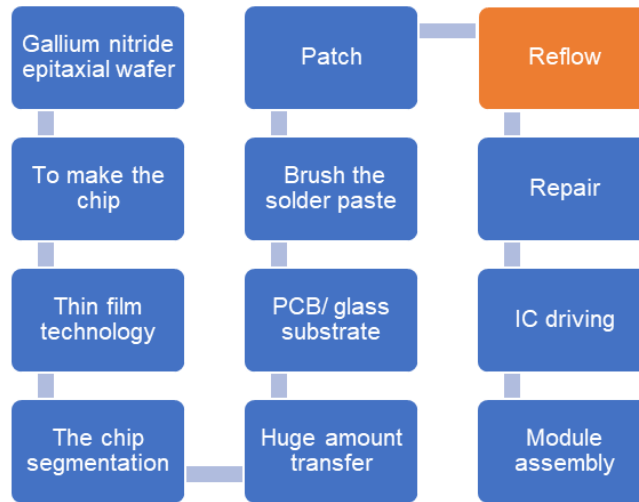 Gallium nitride
epitaxial wafer
To make the
chip
Thin film
technology
The chip
segmentation
Huge amount
transfer
PCB/ glass
substrate
Brush the
solder paste
Patch
Reflow
Repair
IC driving
Module
assembly